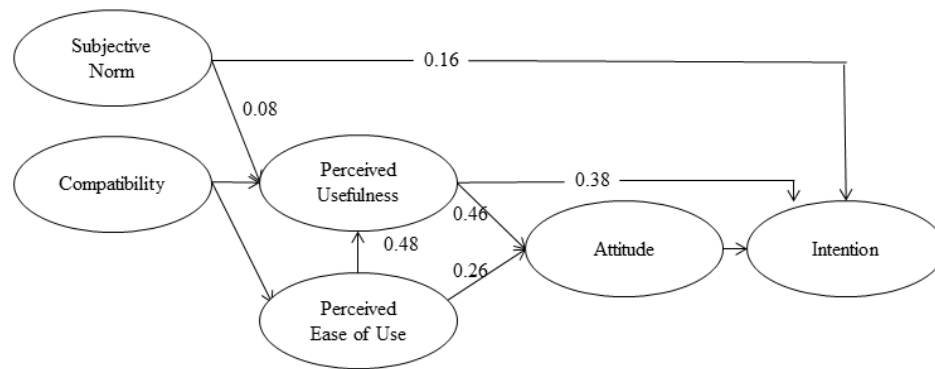 Subjective
Norm
0.16
0.08
Compatibility
Perceived
Usefulness
0.38
0.46
0.48
Attitude
Intention
0.26
Perceived
Ease of Use